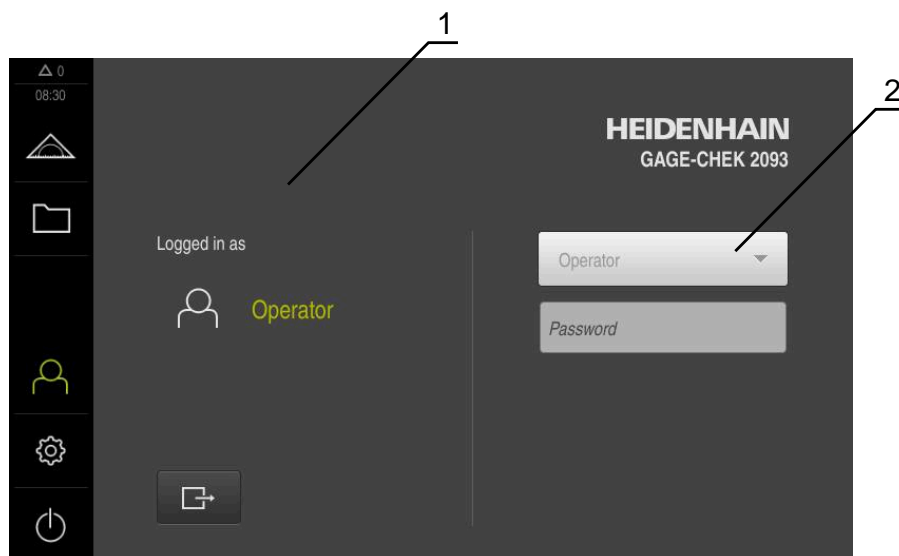 1
2
0
08:30
HEIDENHAIN
GAGE-CHEK 2093
Logged in as
Operator
Operator
Password